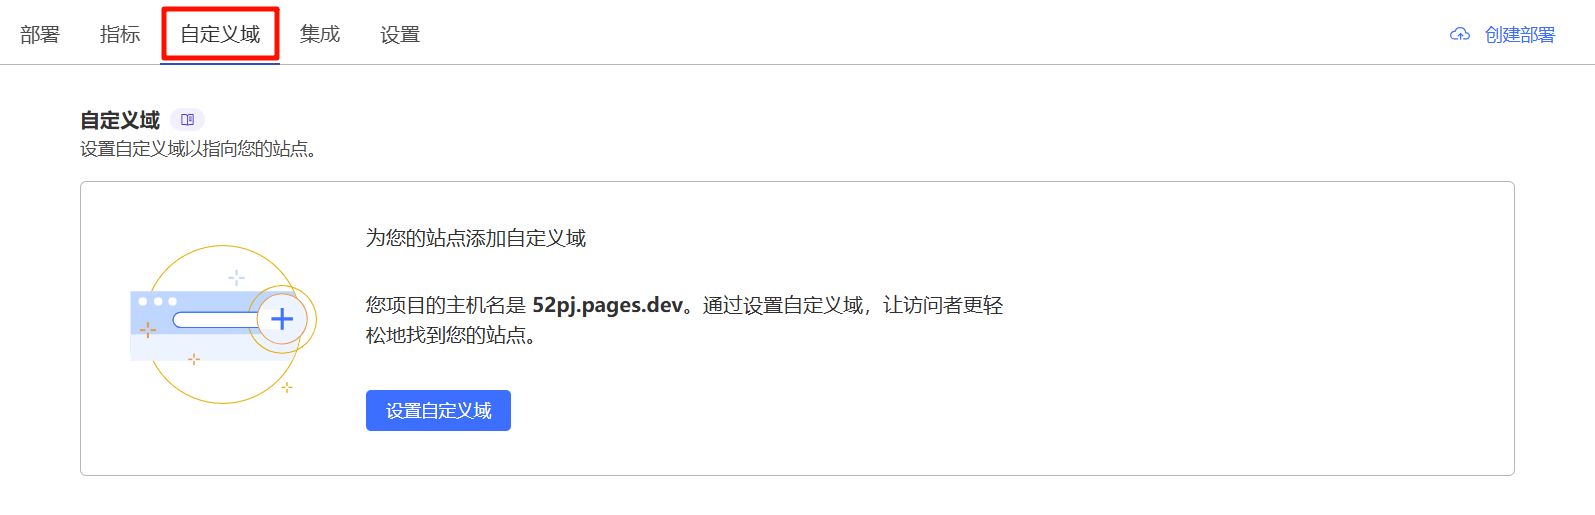 部署 指标 自定义域 集成 设置 创建部署
自定义域
设置自定义域以指向您的站点。
为您的站点添加自定义域
您项目的主机名是 52pj.pages.dev。通过设置自定义域，让访问者更轻
松地找到您的站点。
设置自定义域